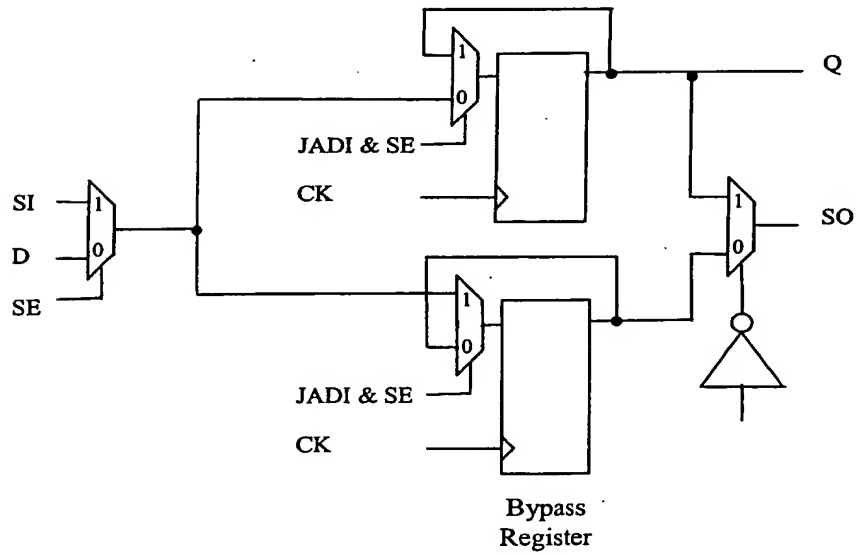 1
Q
0
JADI & SE
CK
SI
1
D
0
SE
1
SO
0
1
0
JADI & SE
CK
Bypass
Register